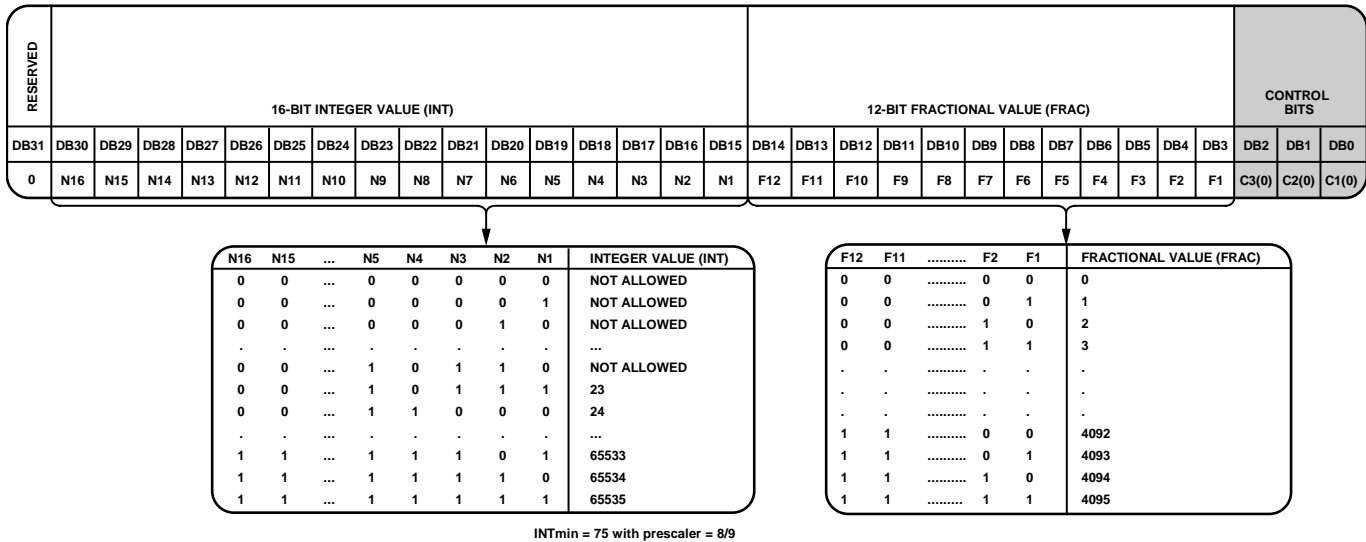 RESERVED
16-BIT INTEGER VALUE (INT)
12-BIT FRACTIONAL VALUE (FRAC)
CONTROL
BITS
DB31 DB30 DB29 DB28 DB27 DB26 DB25 DB24 DB23 DB22 DB21 DB20 DB19 DB18 DB17 DB16 DB15 DB14 DB13 DB12 DB11 DB10 DB9 DB8 DB7 DB6 DB5 DB4 DB3 DB2 DB1 DB0
0 N16 N15 N14 N13 N12 N11 N10 N9 N8 N7 N6 N5 N4 N3 N2 N1 F12 F11 F10 F9 F8 F7 F6 F5 F4 F3 F2 F1 C3(0) C2(0) C1(0)
N16 N15 ... N5 N4 N3 N2 N1 INTEGER VALUE (INT)
0 0 ... 0 0 0 0 0 NOT ALLOWED
0 0 ... 0 0 0 0 1 NOT ALLOWED
0 0 ... 0 0 0 1 0 NOT ALLOWED
. . ... . . . . . ...
0 0 ... 1 0 1 1 0 NOT ALLOWED
0 0 ... 1 0 1 1 1 23
0 0 ... 1 1 0 0 0 24
. . ... . . . . . ...
1 1 ... 1 1 1 0 1 65533
1 1 ... 1 1 1 1 0 65534
1 1 ... 1 1 1 1 1 65535
F12 F11 .......... F2 F1 FRACTIONAL VALUE (FRAC)
0 0 .......... 0 0 0
0 0 .......... 0 1 1
0 0 .......... 1 0 2
0 0 .......... 1 1 3
. . .......... . . .
. . .......... . . .
. . .......... . . .
1 1 .......... 0 0 4092
1 1 .......... 0 1 4093
1 1 .......... 1 0 4094
1 1 ......... 1 1 4095
INTmin = 75 with prescaler = 8/9